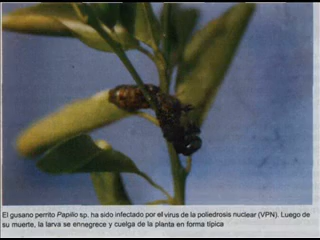 El gusano perrito Papilio sp. ha sido infectado por el virus de la poliedrosis nuclear (VPN). Luego de
su muerte, la larva se ennegrece y cuelga de la planta en forma típica